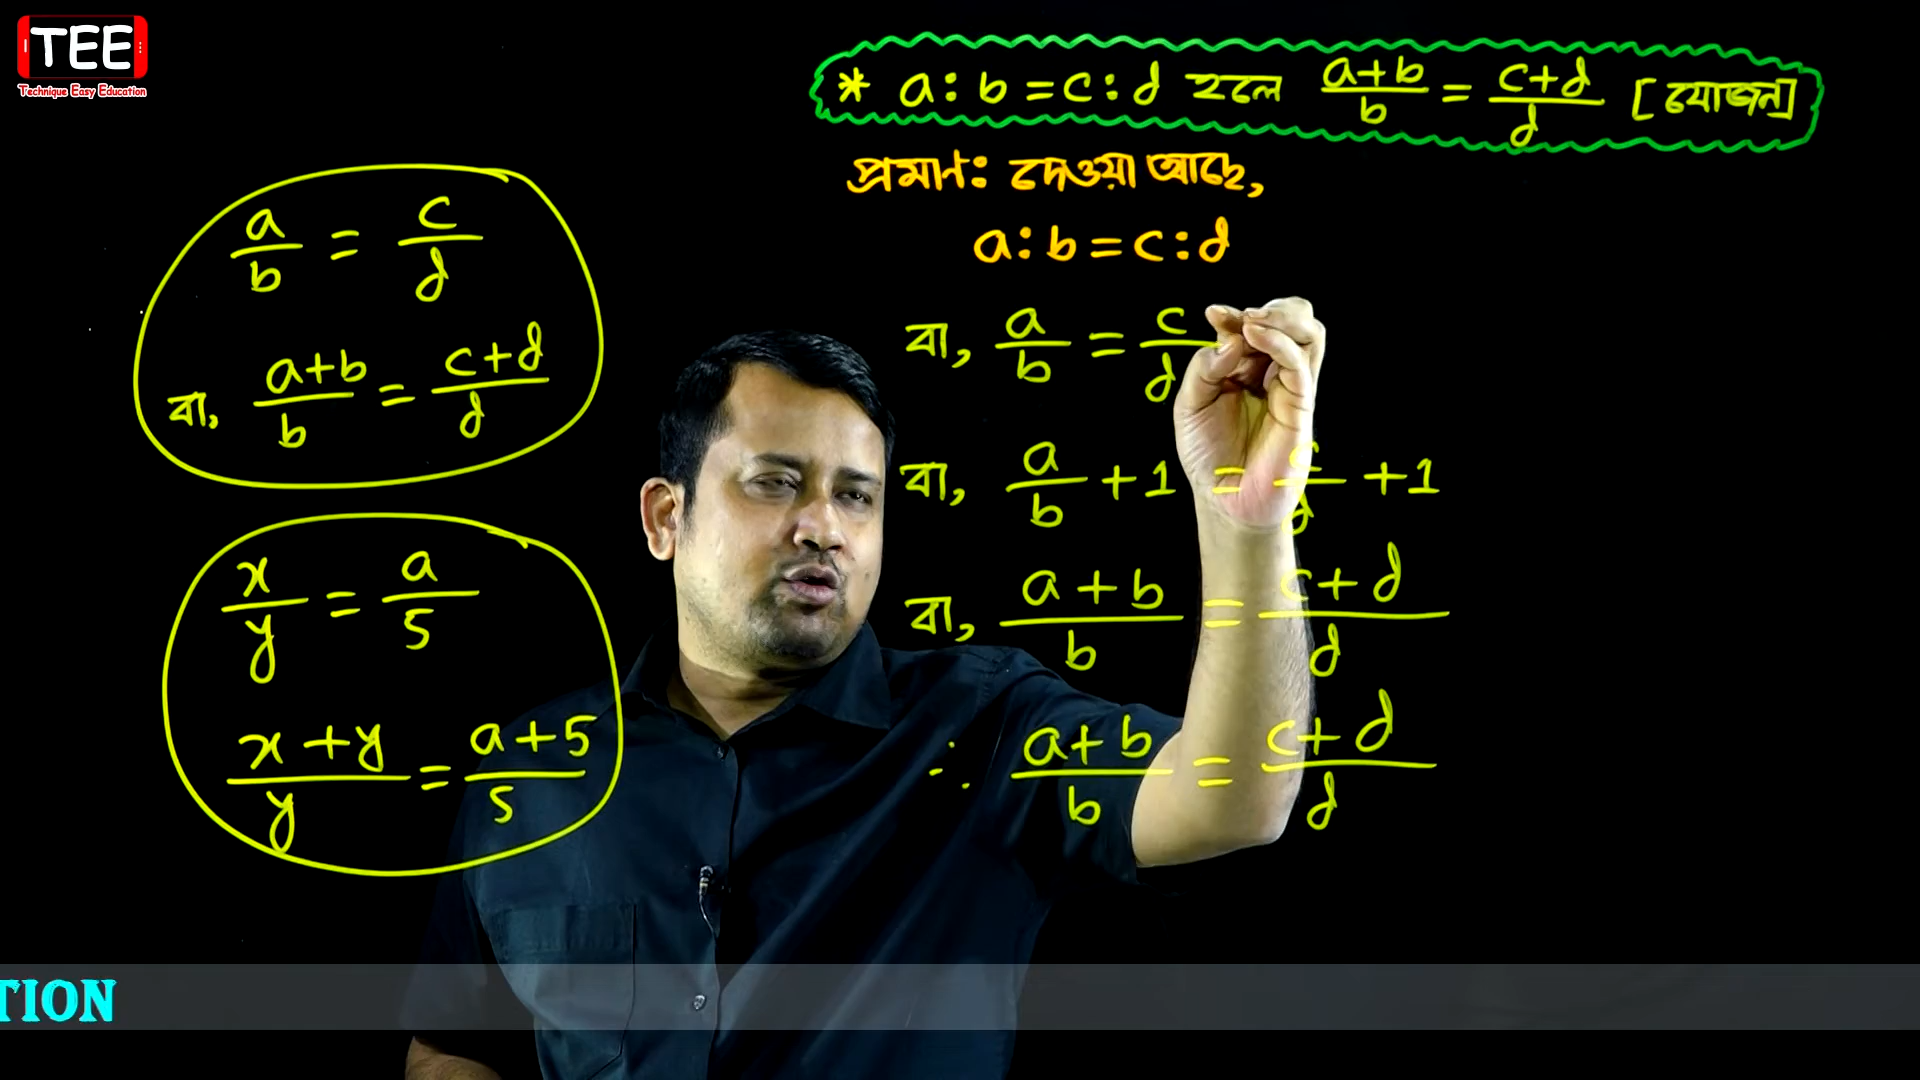 TEE
Technique Easy Education
* a : b = c : d হলে (a+b)/b = (c+d)/d [যোজন]
প্রমাণ: দেওয়া আছে,
a : b = c : d
বা, a/b = c/d
বা, a/b + 1 = c/d + 1
বা, (a + b)/b = (c + d)/d
∴ (a+b)/b = (c+d)/d
a/b = c/d
বা, (a+b)/b = (c+d)/d
x/y = a/5
(x+y)/y = (a+5)/5
TION